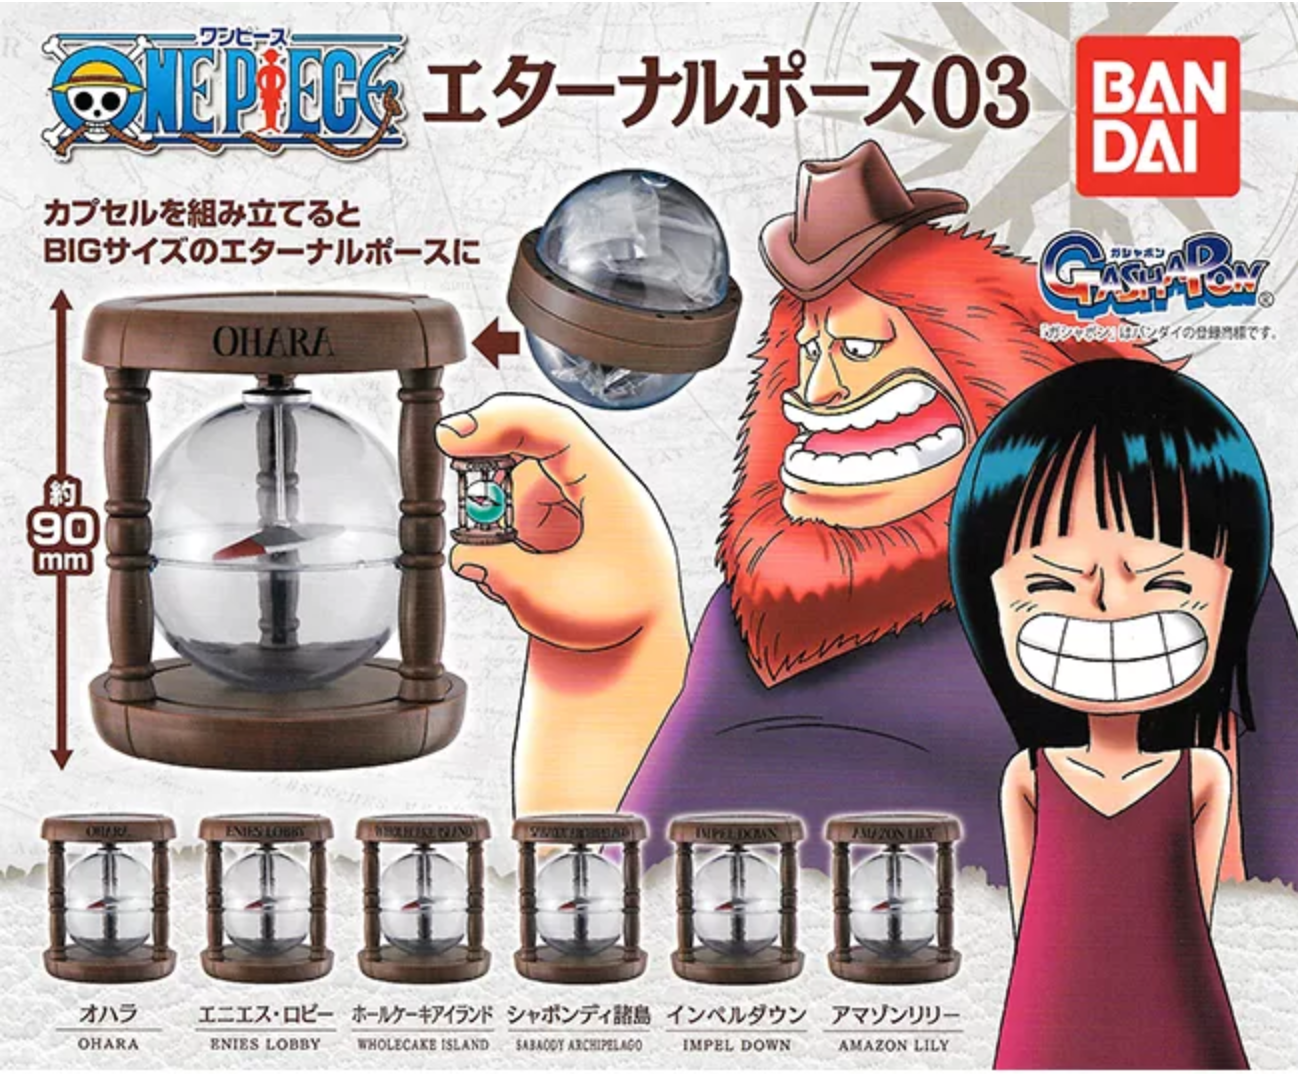 ワンピース
ONE PIECE
エターナルポース03
BAN
DAI
カプセルを組み立てると
BIGサイズのエターナルポースに
ガシャポン
GASHAPON®
「ガシャポン」はバンダイの登録商標です。
OHARA
約
90
mm
OHARA
ENIES LOBBY
WHOLECAKE ISLAND
SABAODY ARCHIPELAGO
IMPEL DOWN
AMAZON LILY
オハラ
OHARA
エニエス・ロビー
ENIES LOBBY
ホールケーキアイランド
WHOLECAKE ISLAND
シャボンディ諸島
SABAODY ARCHIPELAGO
インペルダウン
IMPEL DOWN
アマゾンリリー
AMAZON LILY